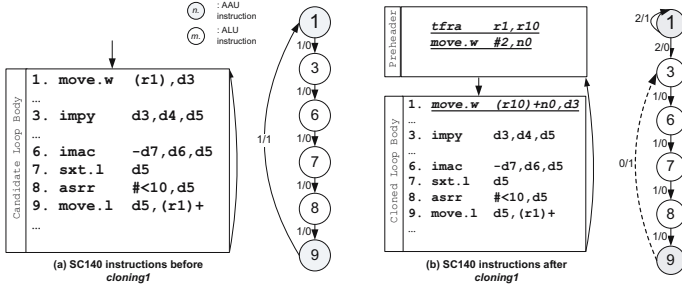 n. : AAU
instruction
m. : ALU
instruction
Candidate Loop Body
1. move.w (r1),d3
…
3. impy d3,d4,d5
…
6. imac -d7,d6,d5
7. sxt.l d5
8. asrr #<10,d5
9. move.l d5,(r1)+
…
1
1/0
3
1/0
6
1/0
7
1/0
8
1/0
9
1/1
(a) SC140 instructions before
cloning1
Preheader
tfra r1,r10
move.w #2,n0
Cloned Loop Body
1. move.w (r10)+n0,d3
…
3. impy d3,d4,d5
…
6. imac -d7,d6,d5
7. sxt.l d5
8. asrr #<10,d5
9. move.l d5,(r1)+
…
2/1
1
2/0
3
1/0
6
1/0
7
1/0
8
1/0
9
0/1
(b) SC140 instructions after
cloning1